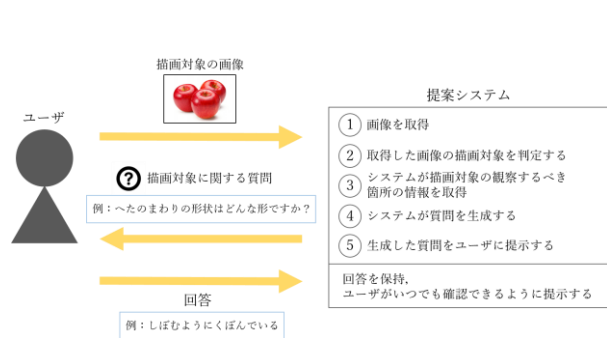 描画対象の画像
ユーザ
? 描画対象に関する質問
例：へたのまわりの形状はどんな形ですか？
回答
例：しぼむようにくぼんでいる
提案システム
① 画像を取得
② 取得した画像の描画対象を判定する
③ システムが描画対象の観察するべき
箇所の情報を取得
④ システムが質問を生成する
⑤ 生成した質問をユーザに提示する
回答を保持,
ユーザがいつでも確認できるように提示する